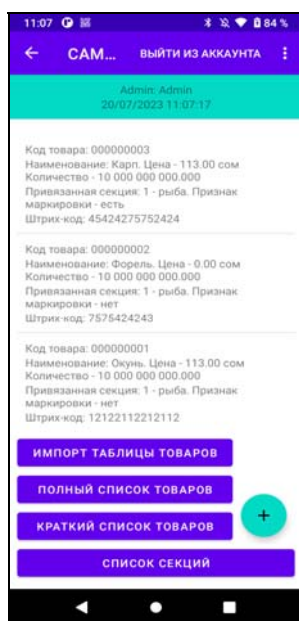 11:07 84 %
← САМ... ВЫЙТИ ИЗ АККАУНТА
Admin: Admin
20/07/2023 11:07:17
Код товара: 000000003
Наименование: Карп. Цена - 113.00 сом
Количество - 10 000 000 000.000
Привязанная секция: 1 - рыба. Признак
маркировки - есть
Штрих-код: 45424275752424
Код товара: 000000002
Наименование: Форель. Цена - 0.00 сом
Количество - 10 000 000 000.000
Привязанная секция: 1 - рыба. Признак
маркировки - нет
Штрих-код: 7575424243
Код товара: 000000001
Наименование: Окунь. Цена - 113.00 сом
Количество - 10 000 000 000.000
Привязанная секция: 1 - рыба. Признак
маркировки - нет
Штрих-код: 12122112212112
ИМПОРТ ТАБЛИЦЫ ТОВАРОВ
ПОЛНЫЙ СПИСОК ТОВАРОВ
КРАТКИЙ СПИСОК ТОВАРОВ
+
СПИСОК СЕКЦИЙ